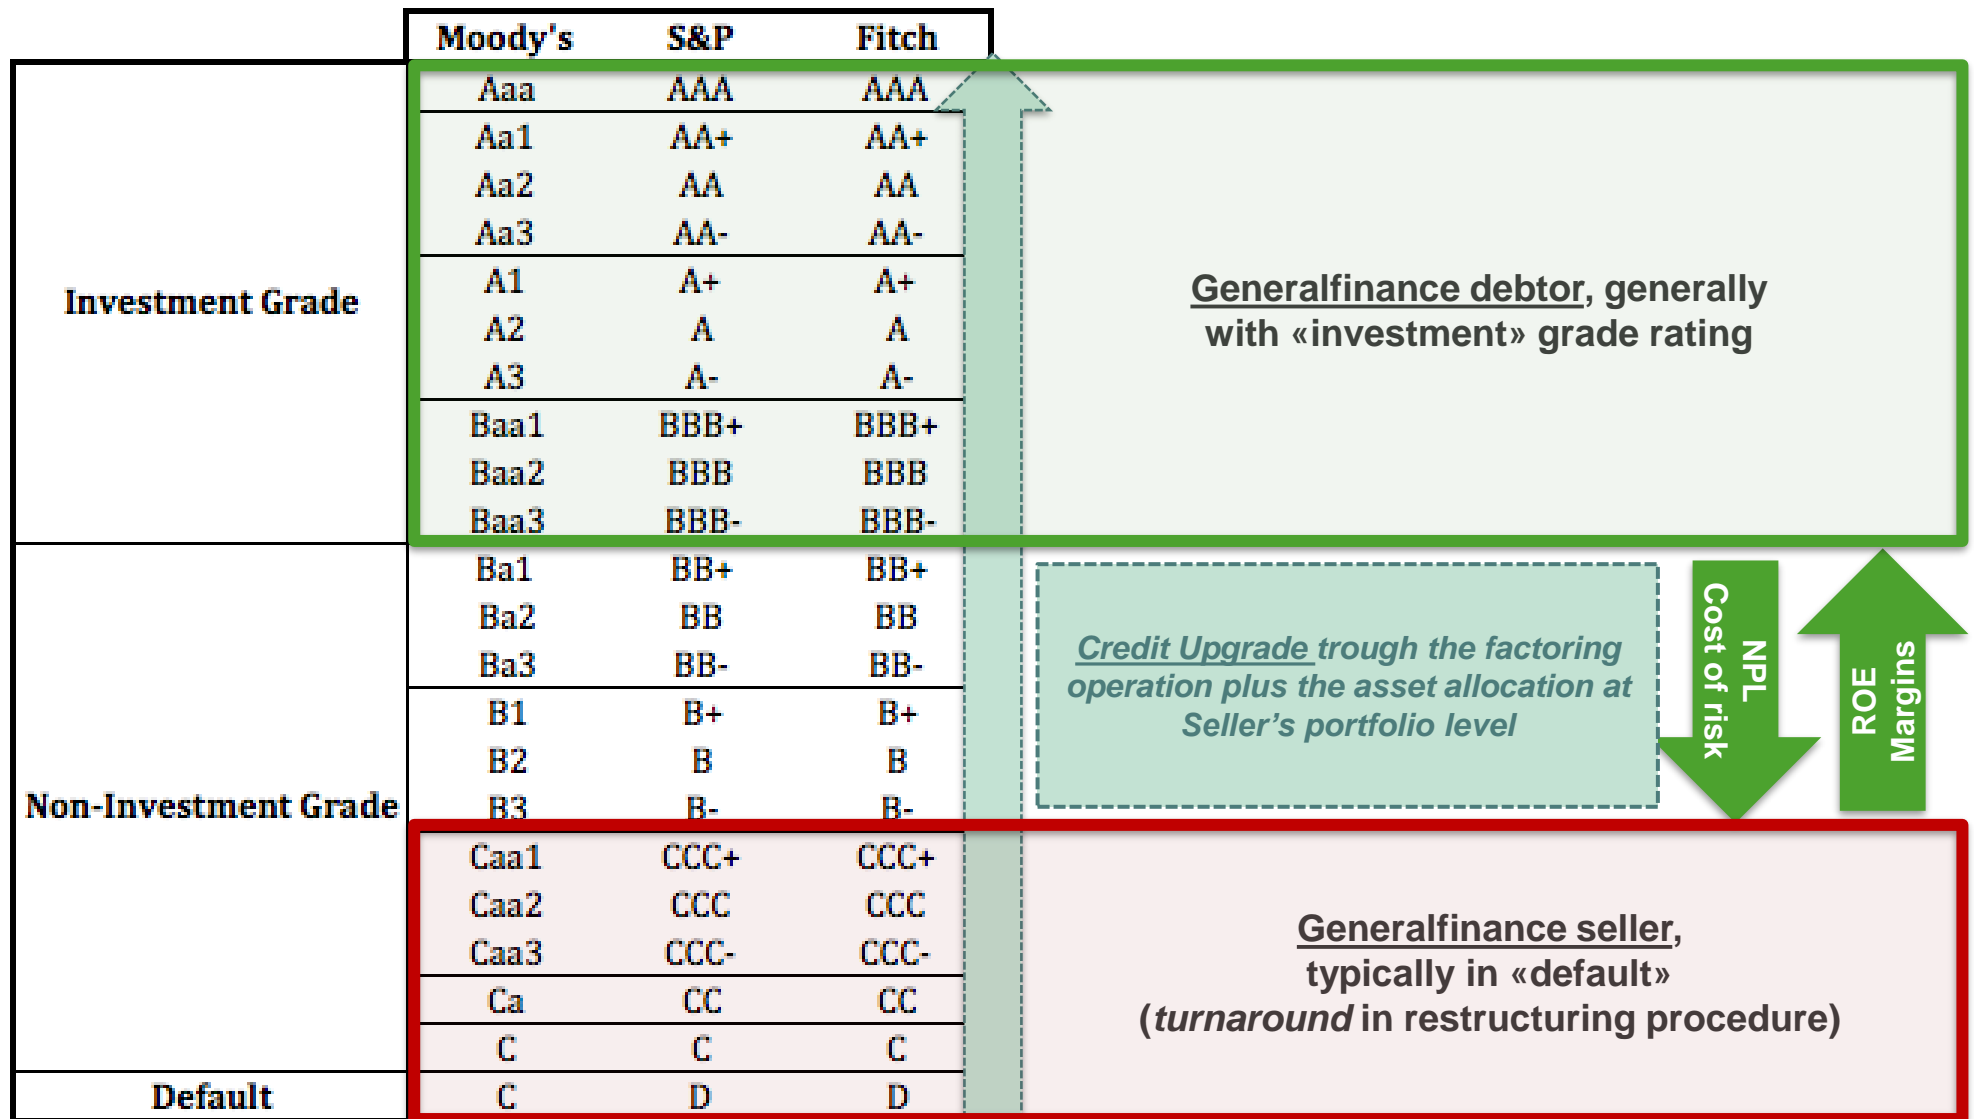 Moody's S&P Fitch
Aaa AAA AAA
Aa1 AA+ AA+
Aa2 AA AA
Aa3 AA- AA-
Investment Grade
A1 A+ A+
A2 A A
A3 A- A-
Baa1 BBB+ BBB+
Baa2 BBB BBB
Baa3 BBB- BBB-
Generalfinance debtor, generally
with «investment» grade rating
Ba1 BB+ BB+
Ba2 BB BB
Ba3 BB- BB-
B1 B+ B+
B2 B B
Non-Investment Grade
B3 B- B-
Credit Upgrade trough the factoring
operation plus the asset allocation at
Seller’s portfolio level
NPL
Cost of risk
ROE
Margins
Caa1 CCC+ CCC+
Caa2 CCC CCC
Caa3 CCC- CCC-
Ca CC CC
C C C
Default
C D D
Generalfinance seller,
typically in «default»
(turnaround in restructuring procedure)